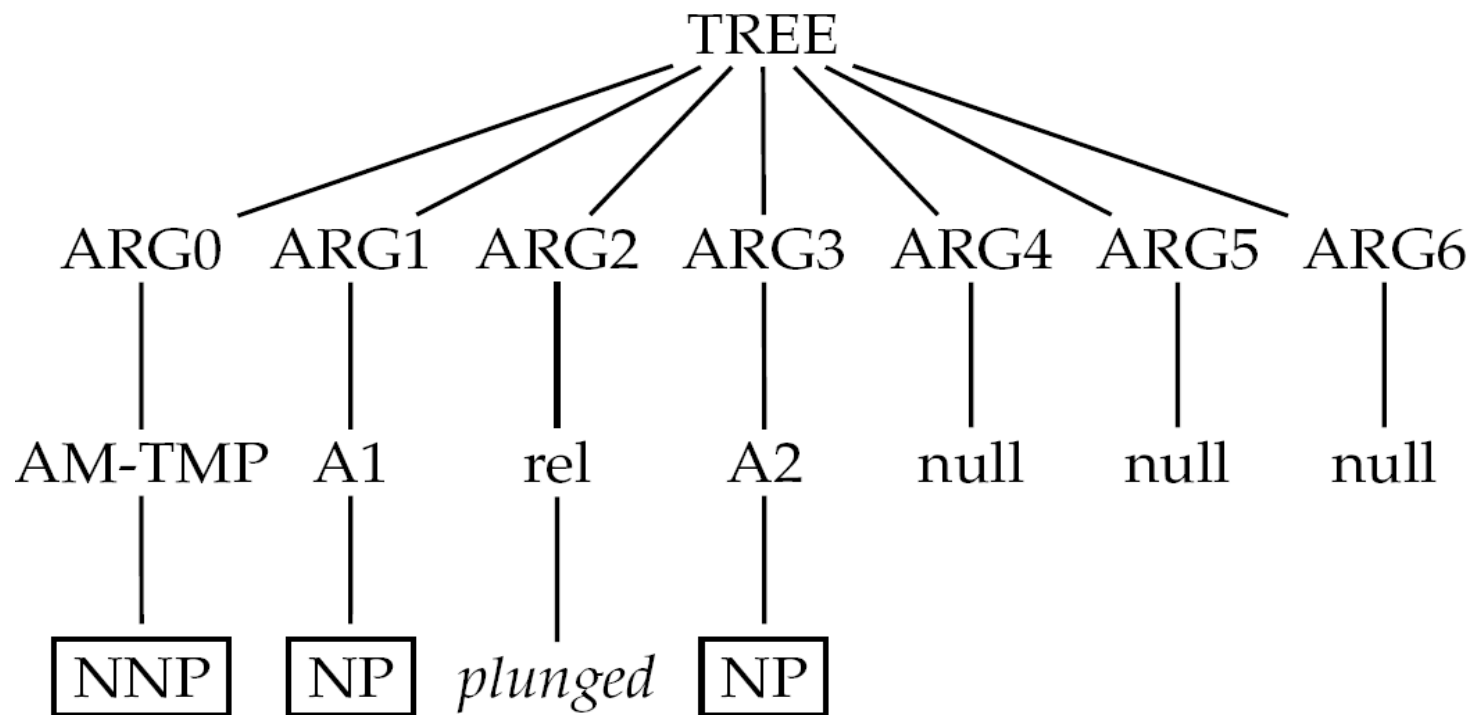 TREE
ARG0 ARG1 ARG2 ARG3 ARG4 ARG5 ARG6
AM-TMP A1 rel A2 null null null
NNP NP plunged NP